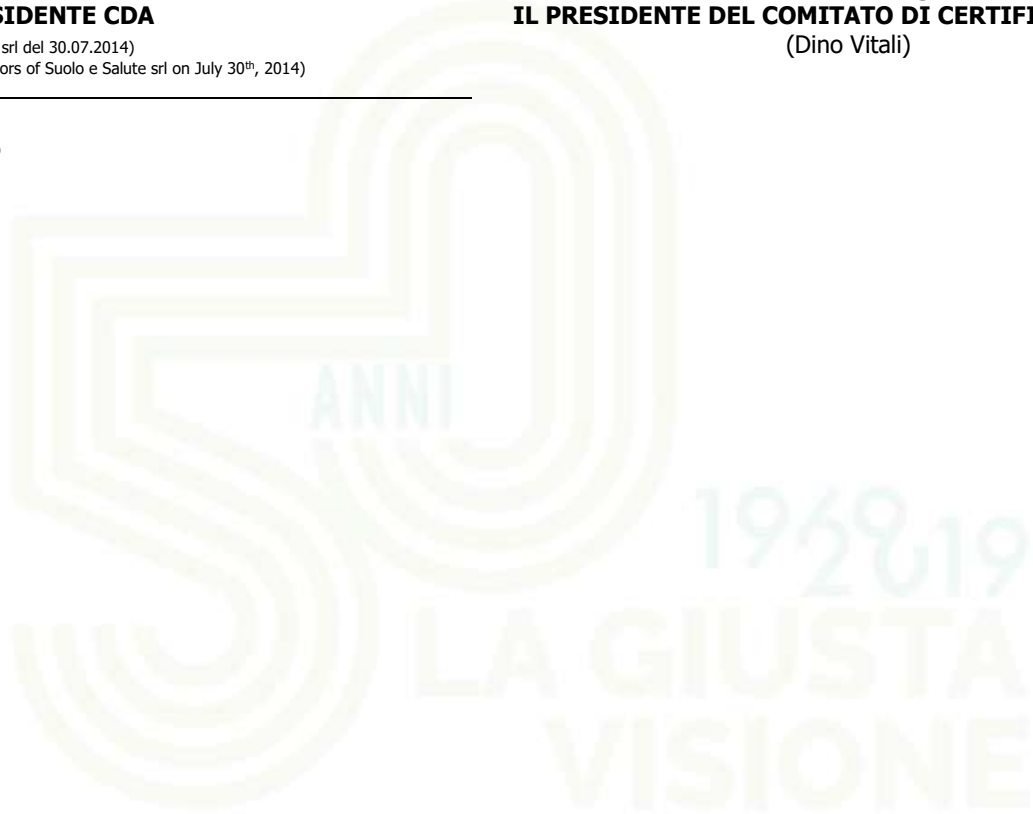 SIDENTE CDA
srl del 30.07.2014)
ors of Suolo e Salute srl on July 30th, 2014)
IL PRESIDENTE DEL COMITATO DI CERTIFI
(Dino Vitali)
50
ANNI
1969
2019
LA GIUSTA
VISIONE